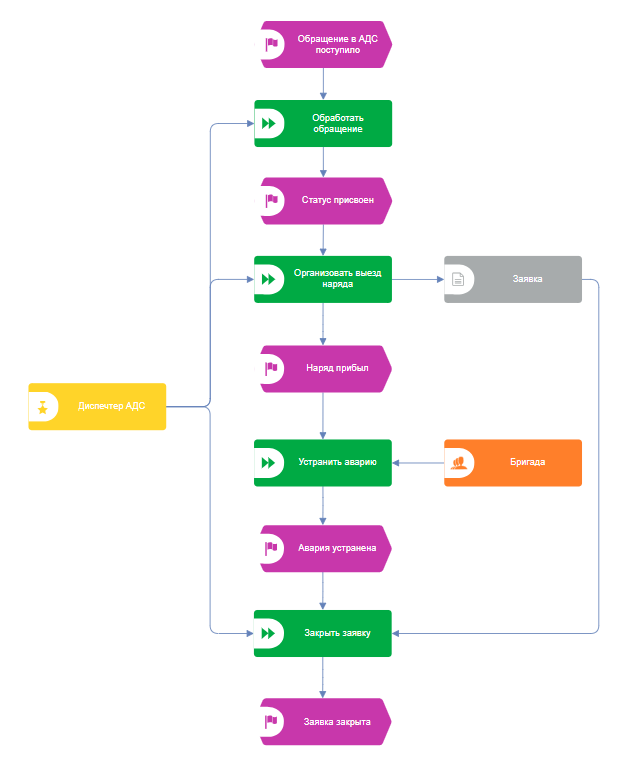 Обращение в АДС
поступило
Обработать
обращение
Статус присвоен
Организовать выезд
наряда
Заявка
Наряд прибыл
Диспечтер АДС
Устранить аварию
Бригада
Авария устранена
Закрыть заявку
Заявка закрыта